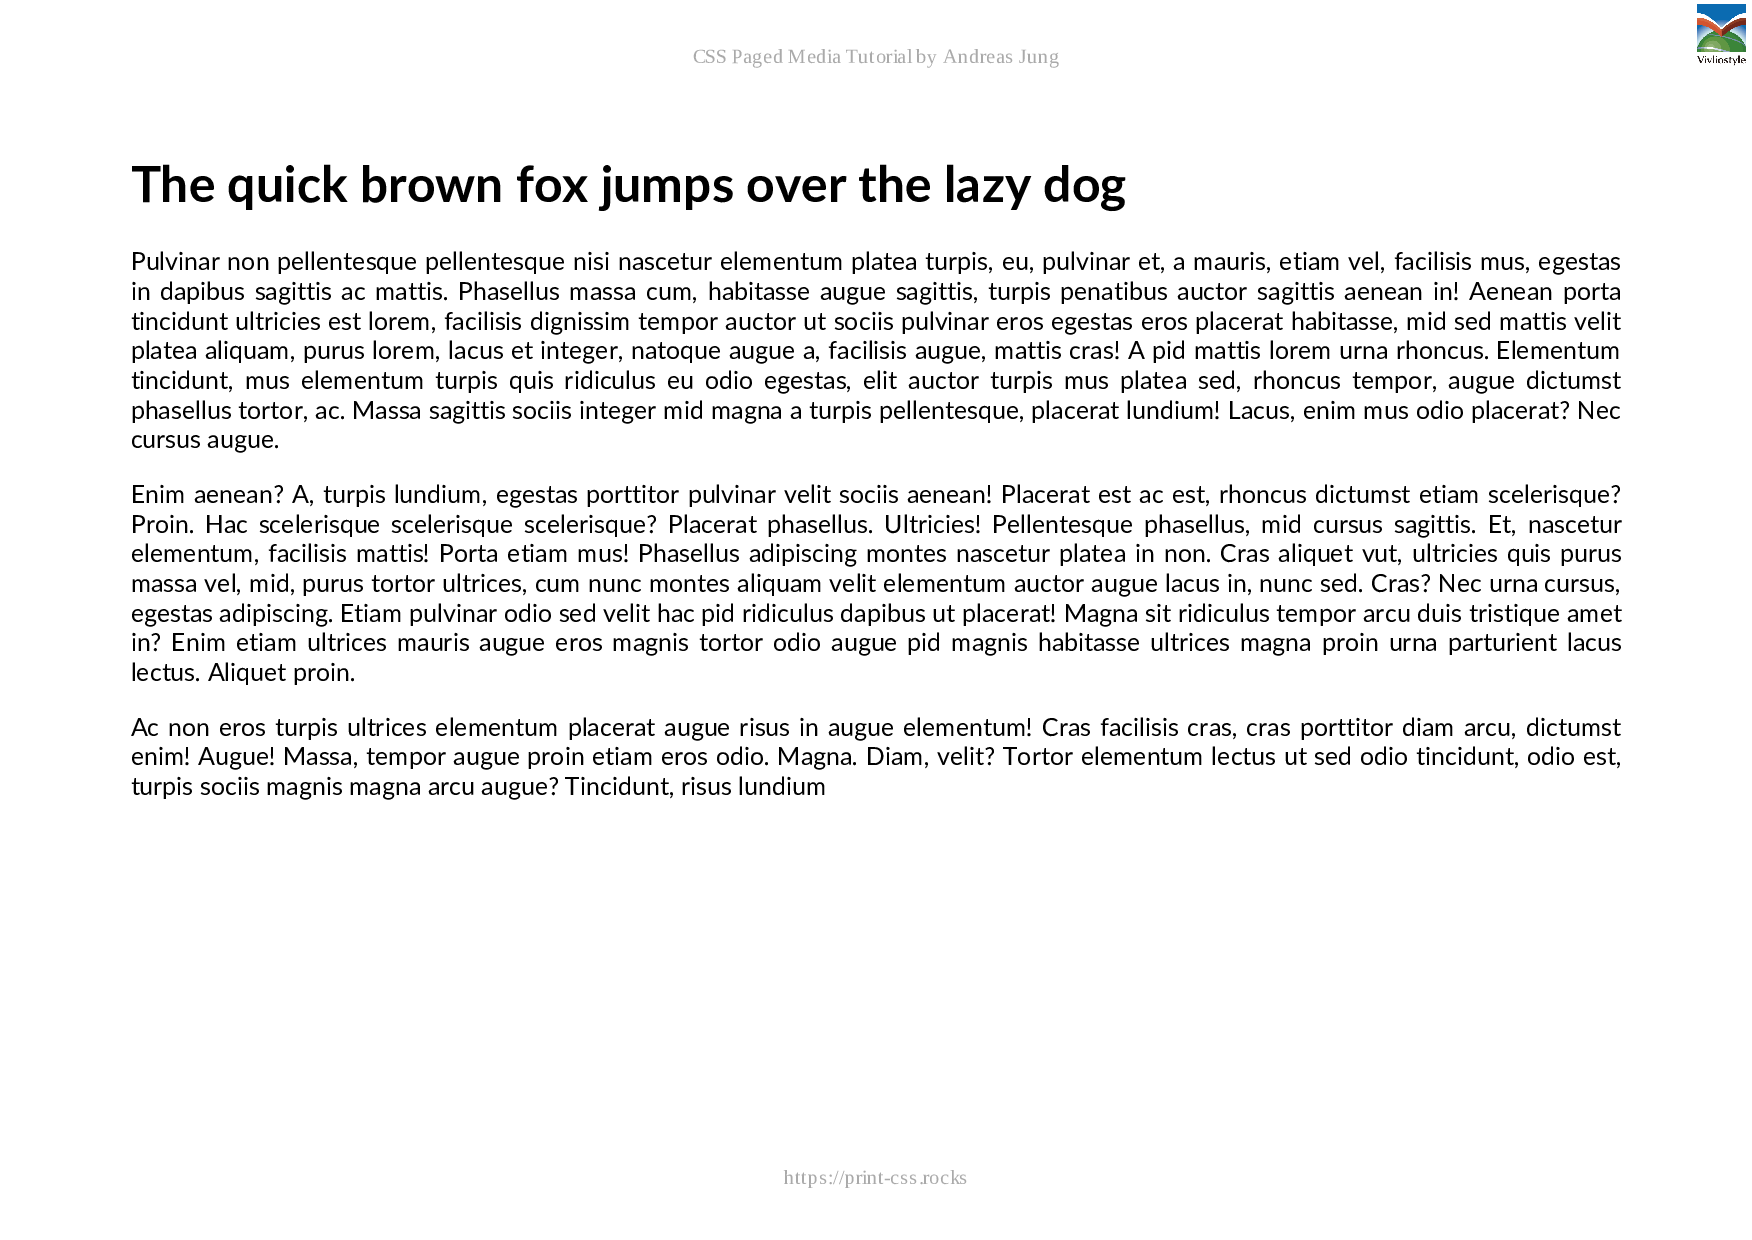 CSS Paged Media Tutorial by Andreas Jung
Vivliostyle
The quick brown fox jumps over the lazy dog
Pulvinar non pellentesque pellentesque nisi nascetur elementum platea turpis, eu, pulvinar et, a mauris, etiam vel, facilisis mus, egestas
in dapibus sagittis ac mattis. Phasellus massa cum, habitasse augue sagittis, turpis penatibus auctor sagittis aenean in! Aenean porta
tincidunt ultricies est lorem, facilisis dignissim tempor auctor ut sociis pulvinar eros egestas eros placerat habitasse, mid sed mattis velit
platea aliquam, purus lorem, lacus et integer, natoque augue a, facilisis augue, mattis cras! A pid mattis lorem urna rhoncus. Elementum
tincidunt, mus elementum turpis quis ridiculus eu odio egestas, elit auctor turpis mus platea sed, rhoncus tempor, augue dictumst
phasellus tortor, ac. Massa sagittis sociis integer mid magna a turpis pellentesque, placerat lundium! Lacus, enim mus odio placerat? Nec
cursus augue.
Enim aenean? A, turpis lundium, egestas porttitor pulvinar velit sociis aenean! Placerat est ac est, rhoncus dictumst etiam scelerisque?
Proin. Hac scelerisque scelerisque scelerisque? Placerat phasellus. Ultricies! Pellentesque phasellus, mid cursus sagittis. Et, nascetur
elementum, facilisis mattis! Porta etiam mus! Phasellus adipiscing montes nascetur platea in non. Cras aliquet vut, ultricies quis purus
massa vel, mid, purus tortor ultrices, cum nunc montes aliquam velit elementum auctor augue lacus in, nunc sed. Cras? Nec urna cursus,
egestas adipiscing. Etiam pulvinar odio sed velit hac pid ridiculus dapibus ut placerat! Magna sit ridiculus tempor arcu duis tristique amet
in? Enim etiam ultrices mauris augue eros magnis tortor odio augue pid magnis habitasse ultrices magna proin urna parturient lacus
lectus. Aliquet proin.
Ac non eros turpis ultrices elementum placerat augue risus in augue elementum! Cras facilisis cras, cras porttitor diam arcu, dictumst
enim! Augue! Massa, tempor augue proin etiam eros odio. Magna. Diam, velit? Tortor elementum lectus ut sed odio tincidunt, odio est,
turpis sociis magnis magna arcu augue? Tincidunt, risus lundium
https://print-css.rocks